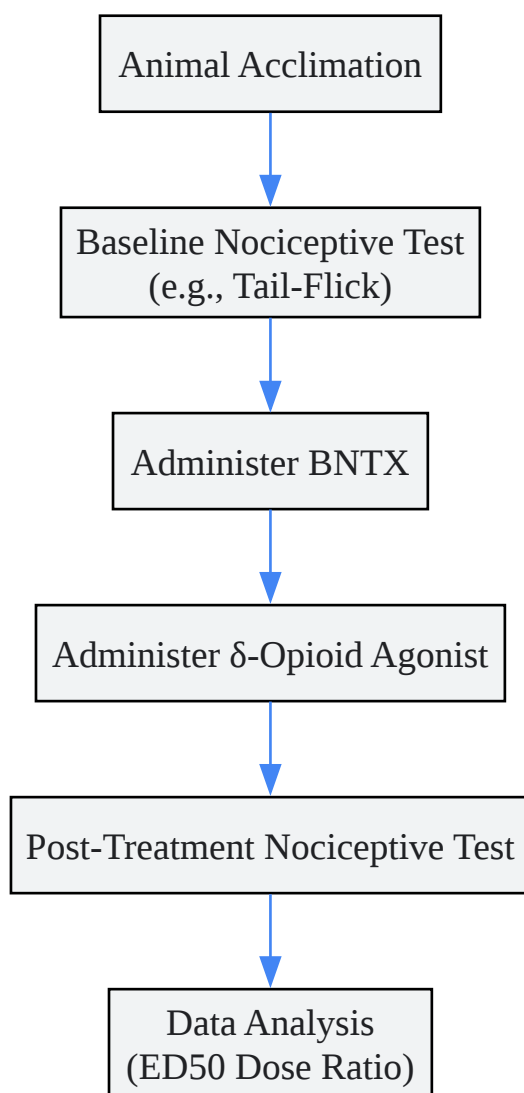 Animal Acclimation
Baseline Nociceptive Test
(e.g., Tail-Flick)
Administer BNTX
Administer δ-Opioid Agonist
Post-Treatment Nociceptive Test
Data Analysis
(ED50 Dose Ratio)